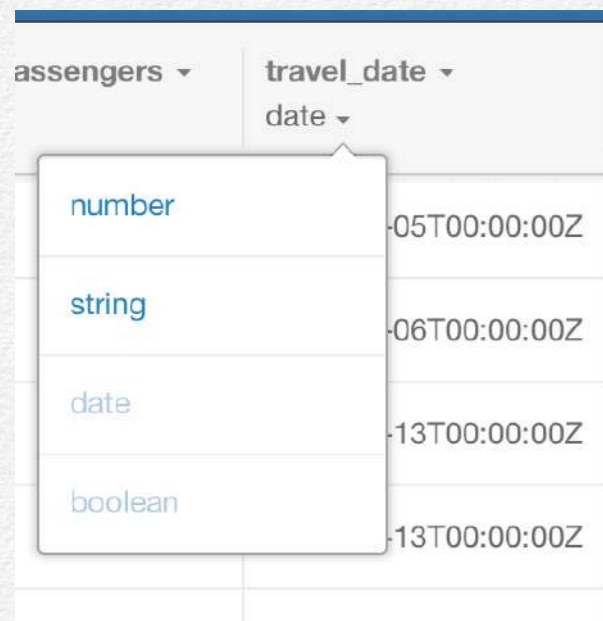 assengers
travel_date
date
number
string
date
boolean
-05T00:00:00Z
-06T00:00:00Z
-13T00:00:00Z
-13T00:00:00Z